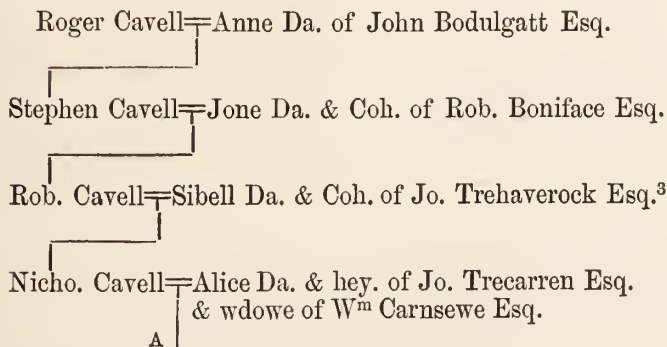 Roger Cavell=Anne Da. of John Bodulgatt Esq.
Stephen Cavell=Jone Da. & Coh. of Rob. Boniface Esq.
Rob. Cavell=Sibell Da. & Coh. of Jo. Trehaverock Esq.³
Nicho. Cavell=Alice Da. & hey. of Jo. Trecarren Esq.
& wdowe of Wᵐ Carnsewe Esq.
A